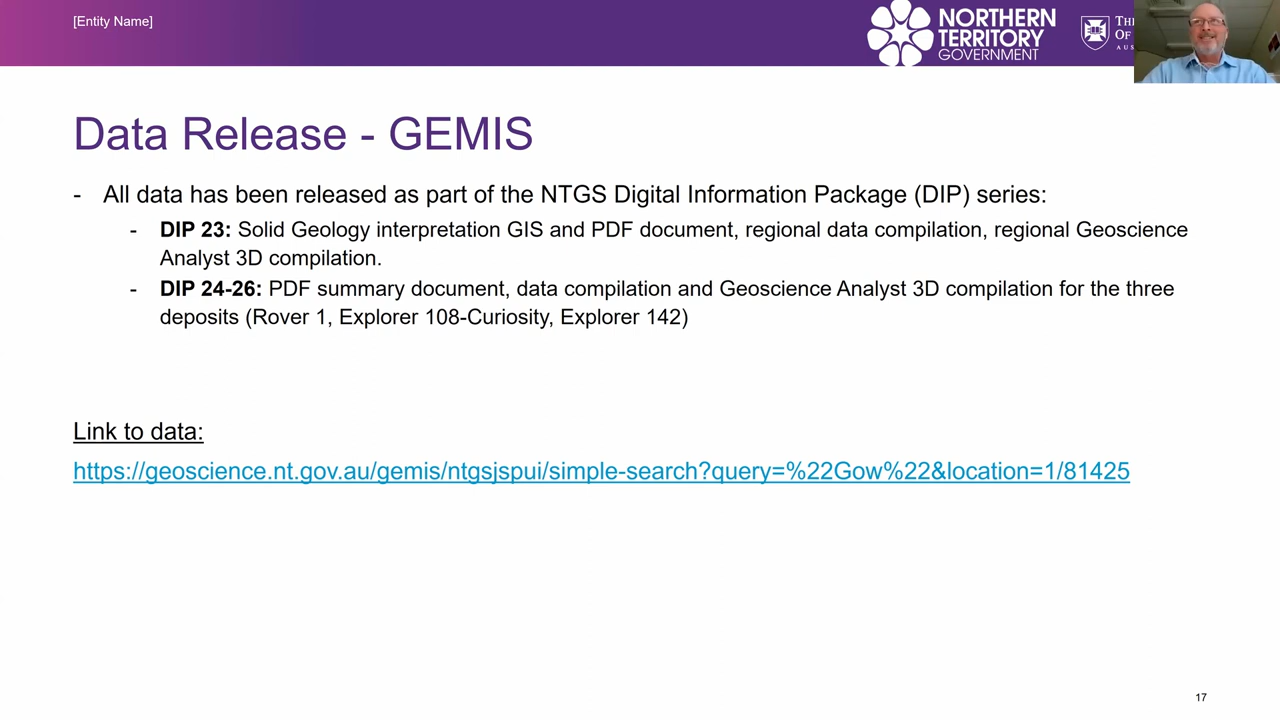 [Entity Name]
NORTHERN
TERRITORY
GOVERNMENT
Data Release - GEMIS
- All data has been released as part of the NTGS Digital Information Package (DIP) series:
- DIP 23: Solid Geology interpretation GIS and PDF document, regional data compilation, regional Geoscience
Analyst 3D compilation.
- DIP 24-26: PDF summary document, data compilation and Geoscience Analyst 3D compilation for the three
deposits (Rover 1, Explorer 108-Curiosity, Explorer 142)
Link to data:
https://geoscience.nt.gov.au/gemis/ntgsjspui/simple-search?query=%22Gow%22&location=1/81425
17